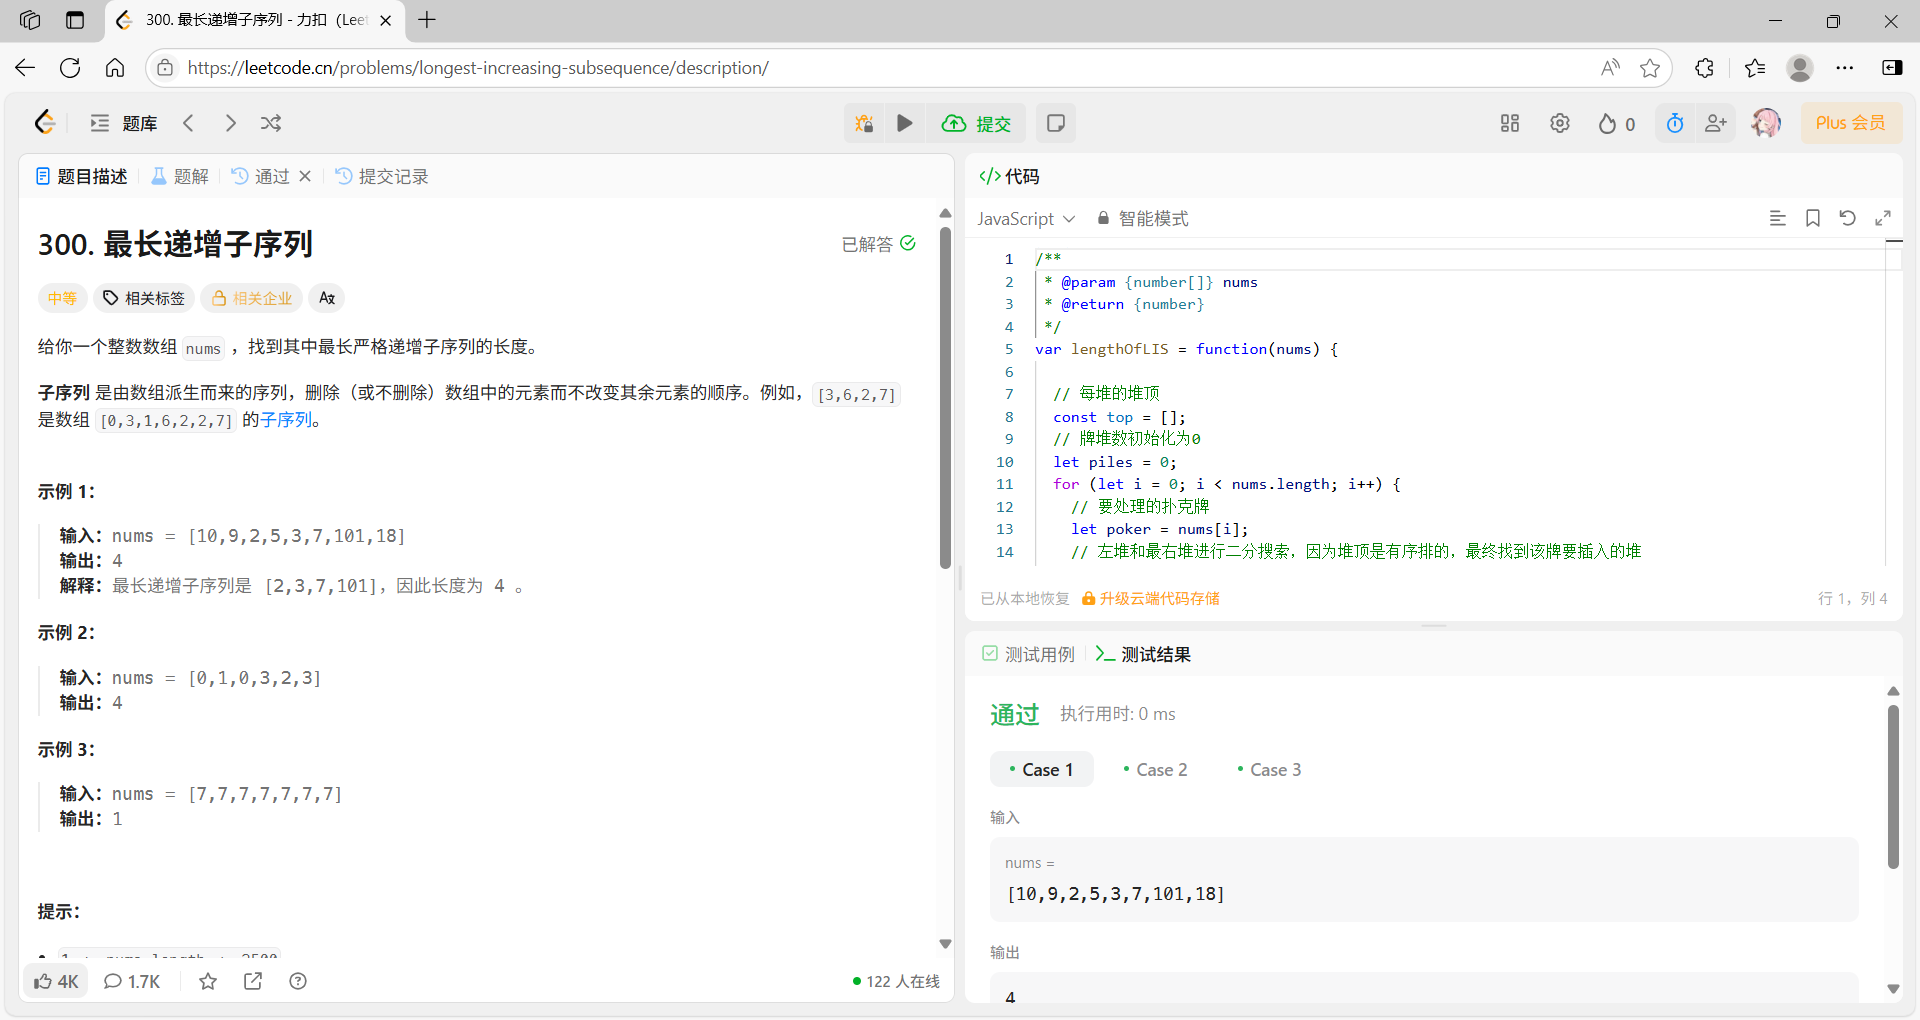 300. 最长递增子序列 - 力扣（Leet
https://leetcode.cn/problems/longest-increasing-subsequence/description/
题库
提交
0
Plus 会员
题目描述
题解
通过
提交记录
300. 最长递增子序列
已解答
中等
相关标签
相关企业
给你一个整数数组 nums ，找到其中最长严格递增子序列的长度。
子序列 是由数组派生而来的序列，删除（或不删除）数组中的元素而不改变其余元素的顺序。例如，[3,6,2,7]
是数组 [0,3,1,6,2,2,7] 的子序列。
示例 1：
输入：nums = [10,9,2,5,3,7,101,18]
输出：4
解释：最长递增子序列是 [2,3,7,101]，因此长度为 4 。
示例 2：
输入：nums = [0,1,0,3,2,3]
输出：4
示例 3：
输入：nums = [7,7,7,7,7,7,7]
输出：1
提示：
4K
1.7K
122 人在线
</> 代码
JavaScript
智能模式
1 /**
2 * @param {number[]} nums
3 * @return {number}
4 */
5 var lengthOfLIS = function(nums) {
6
7 // 每堆的堆顶
8 const top = [];
9 // 牌堆数初始化为0
10 let piles = 0;
11 for (let i = 0; i < nums.length; i++) {
12 // 要处理的扑克牌
13 let poker = nums[i];
14 // 左堆和最右堆进行二分搜索，因为堆顶是有序排的，最终找到该牌要插入的堆
已从本地恢复
升级云端代码存储
行 1，列 4
测试用例
测试结果
通过
执行用时: 0 ms
Case 1
Case 2
Case 3
输入
nums =
[10,9,2,5,3,7,101,18]
输出
4